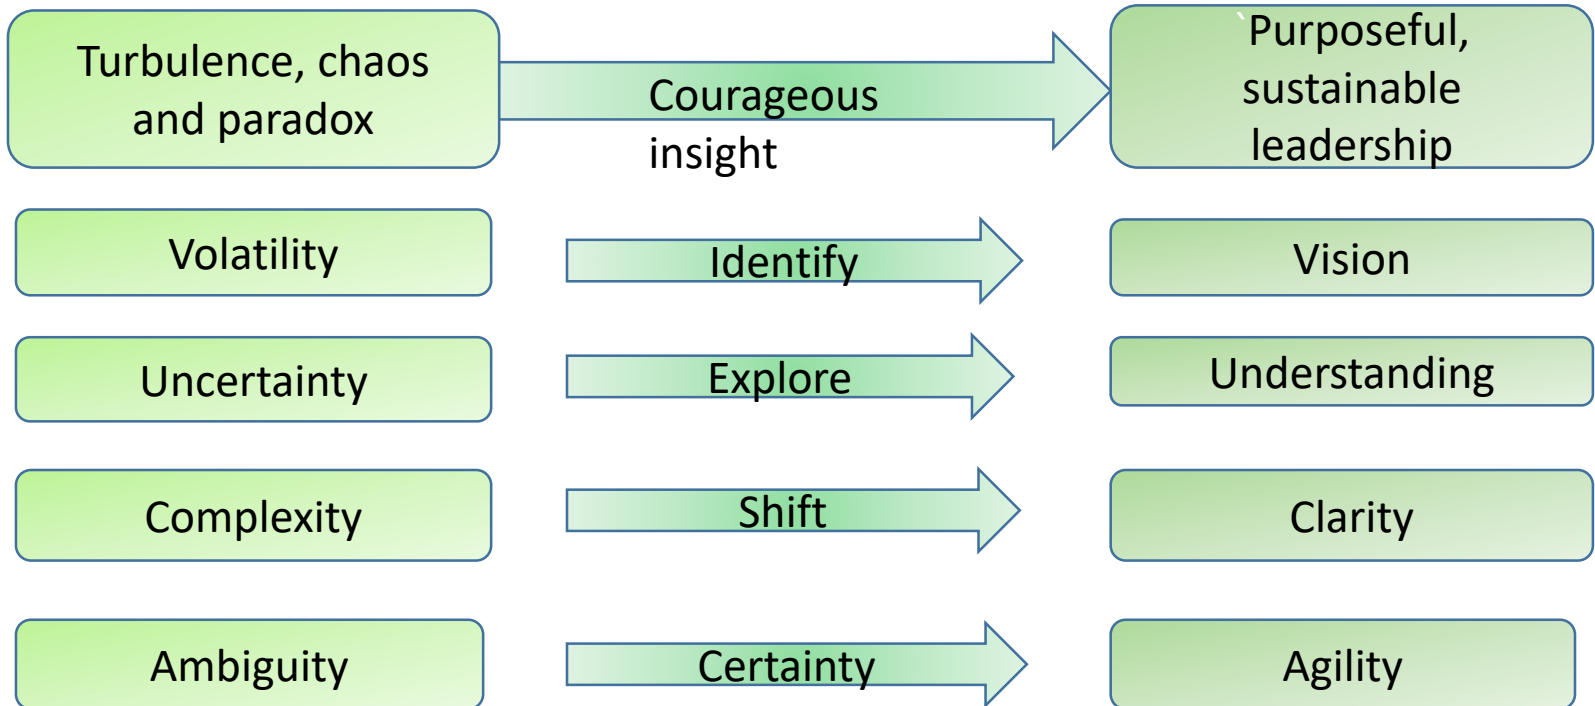 Turbulence, chaos
and paradox
Courageous
insight
`Purposeful,
sustainable
leadership
Volatility
Identify
Vision
Uncertainty
Explore
Understanding
Complexity
Shift
Clarity
Ambiguity
Certainty
Agility